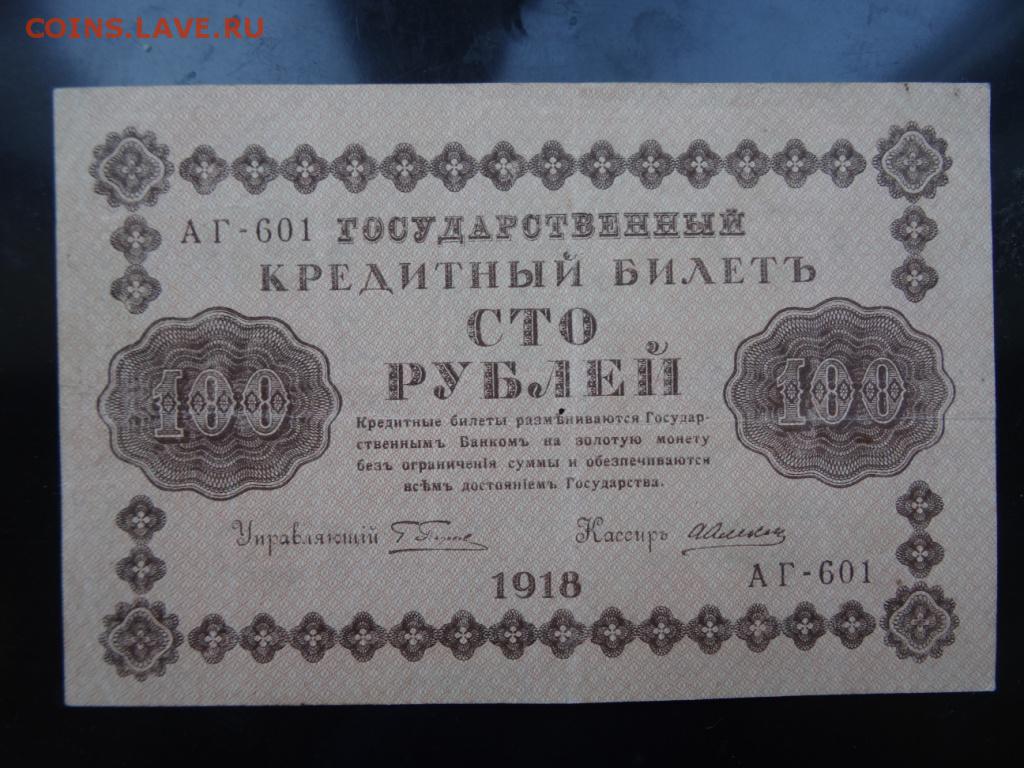 COINS.LAVE.RU
АГ-601 ГОСУДАРСТВЕННЫЙ
КРЕДИТНЫЙ БИЛЕТЪ
СТО
РУБЛЕЙ
100 100
Кредитные билеты размѣниваются Государ-
ственнымъ Банкомъ на золотую монету
безъ ограниченія суммы и обезпечиваются
всѣмъ достояніемъ Государства.
Управляющій Кассиръ
1918
АГ-601